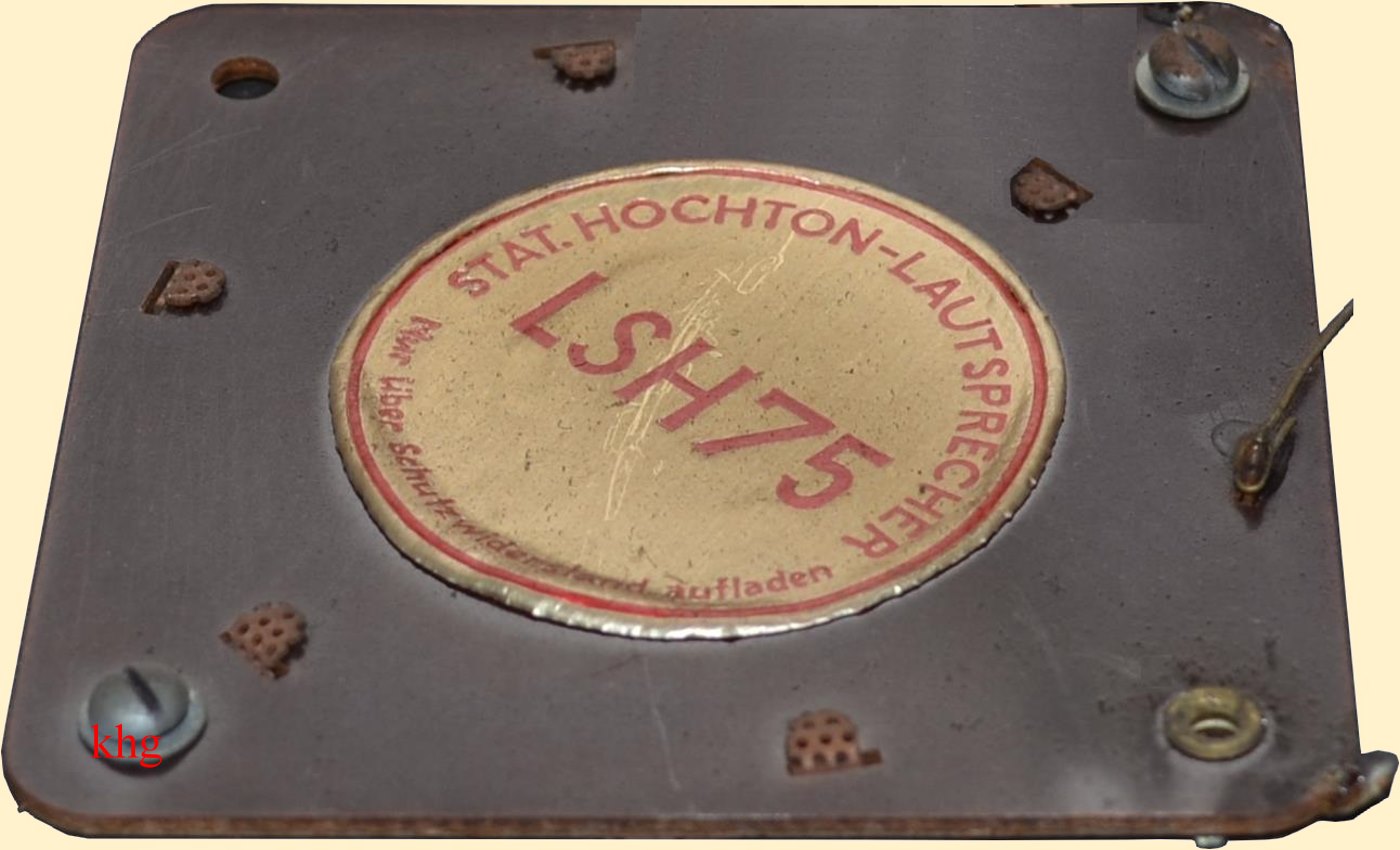 STAT. HOCHTON-LAUTSPRECHER
LSH75
Nur über Schutzwiderstand aufladen
khg